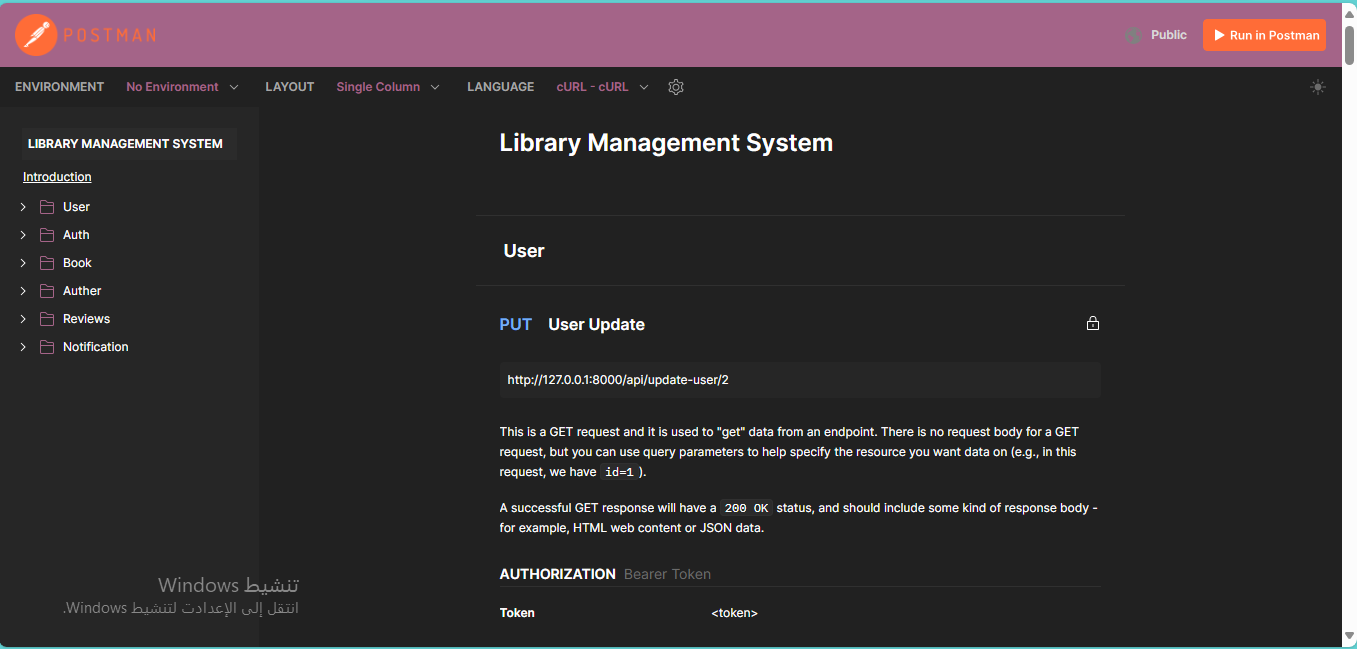 POSTMAN
Public
Run in Postman
ENVIRONMENT No Environment LAYOUT Single Column LANGUAGE cURL - cURL
LIBRARY MANAGEMENT SYSTEM
Introduction
User
Auth
Book
Auther
Reviews
Notification
Library Management System
User
PUT User Update
http://127.0.0.1:8000/api/update-user/2
This is a GET request and it is used to "get" data from an endpoint. There is no request body for a GET
request, but you can use query parameters to help specify the resource you want data on (e.g., in this
request, we have id=1 ).
A successful GET response will have a 200 OK status, and should include some kind of response body -
for example, HTML web content or JSON data.
AUTHORIZATION Bearer Token
Token <token>
تنشيط Windows
انتقل إلى الإعدادت لتنشيط Windows.